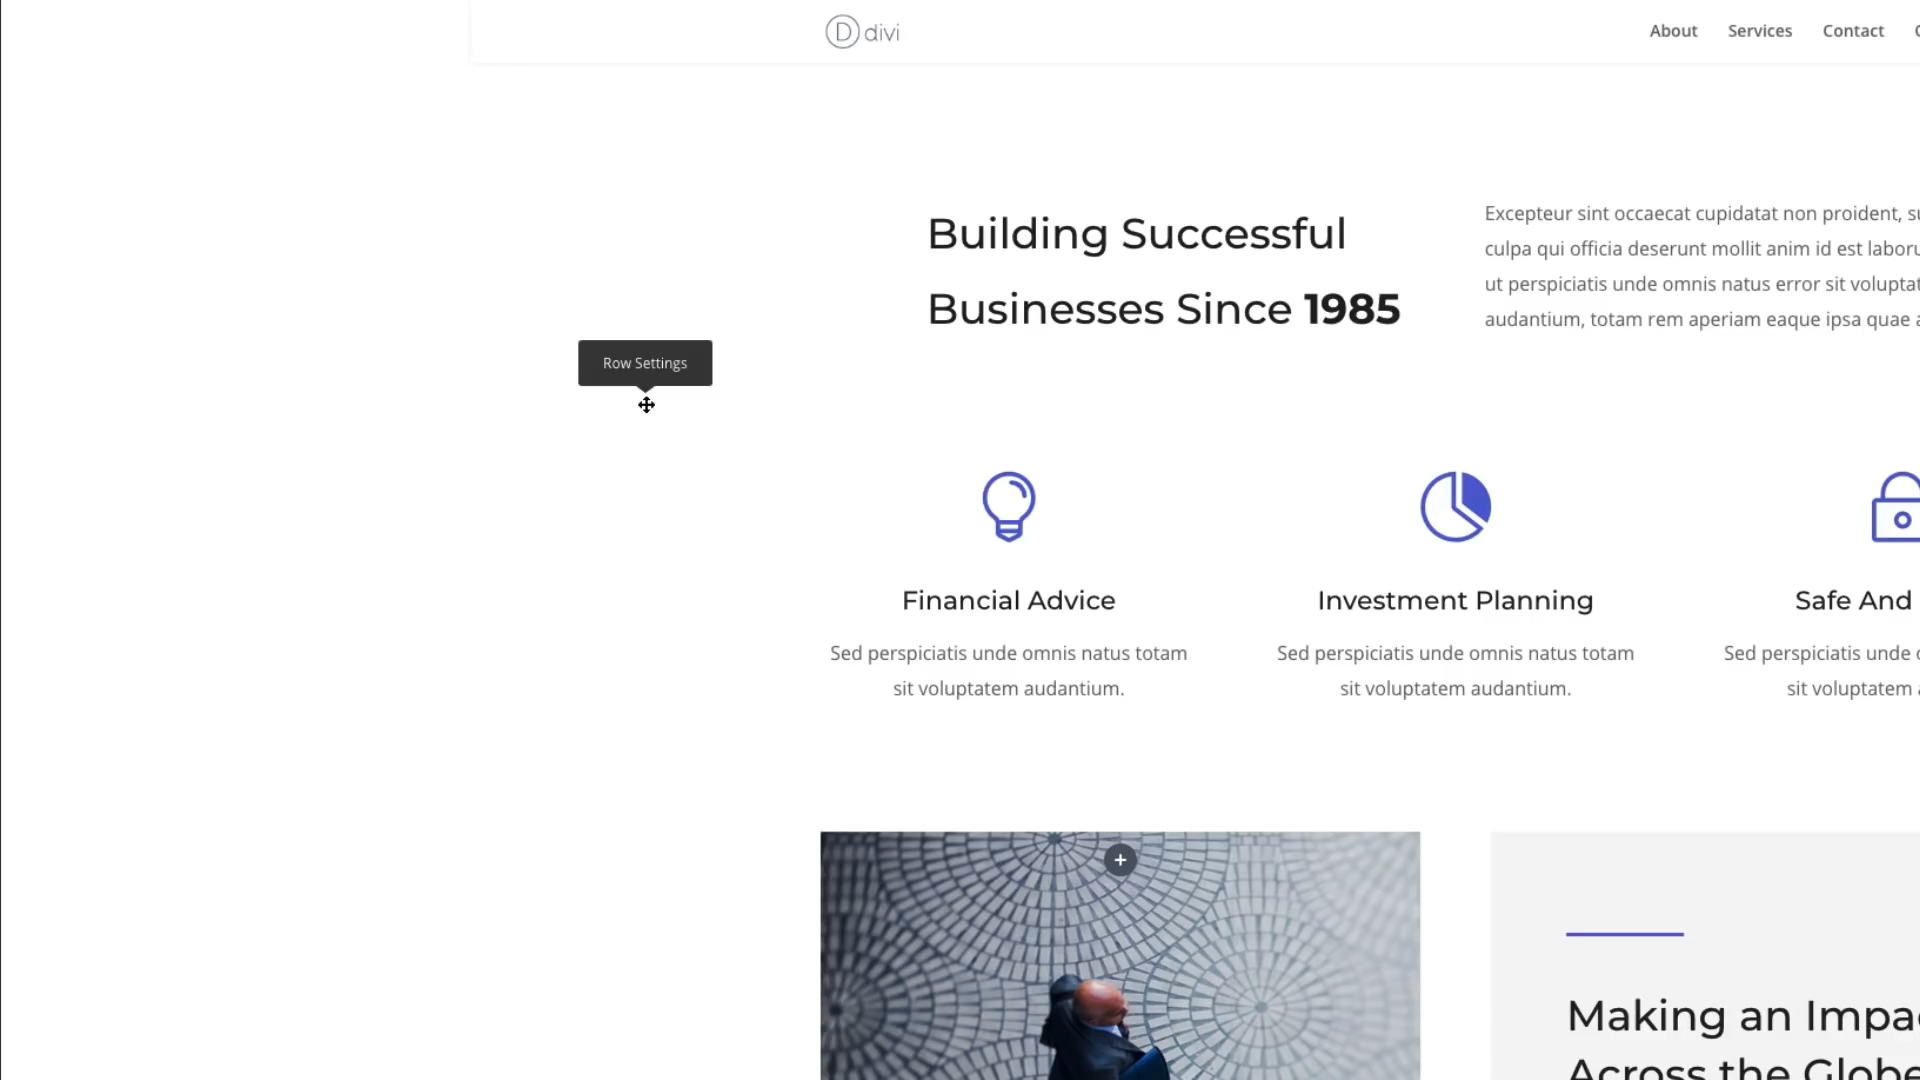 D divi
About Services Contact
Building Successful
Businesses Since 1985
Excepteur sint occaecat cupidatat non proident,
culpa qui officia deserunt mollit anim id est
ut perspiciatis unde omnis natus error sit
audantium, totam rem aperiam eaque ipsa quae
Row Settings
Financial Advice
Sed perspiciatis unde omnis natus totam
sit voluptatem audantium.
Investment Planning
Sed perspiciatis unde omnis natus totam
sit voluptatem audantium.
Safe And
Sed perspiciatis unde
sit voluptatem
Making an
Across the Globe